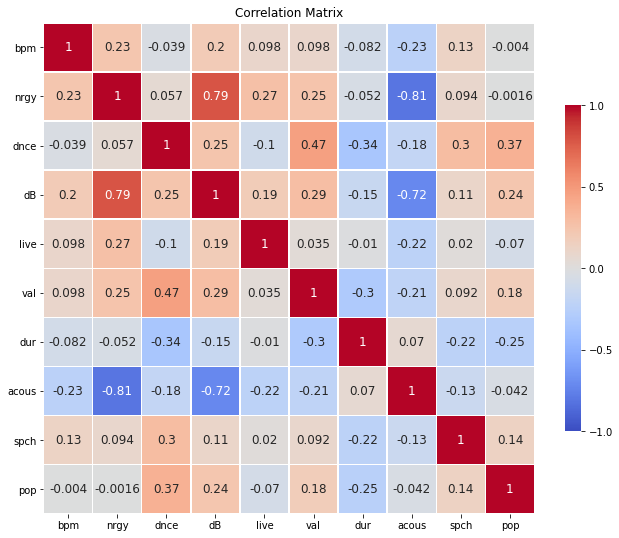 Correlation Matrix
bpm 1 0.23 -0.039 0.2 0.098 0.098 -0.082 -0.23 0.13 -0.004
nrgy 0.23 1 0.057 0.79 0.27 0.25 -0.052 -0.81 0.094 -0.0016
dnce -0.039 0.057 1 0.25 -0.1 0.47 -0.34 -0.18 0.3 0.37
dB 0.2 0.79 0.25 1 0.19 0.29 -0.15 -0.72 0.11 0.24
live 0.098 0.27 -0.1 0.19 1 0.035 -0.01 -0.22 0.02 -0.07
val 0.098 0.25 0.47 0.29 0.035 1 -0.3 -0.21 0.092 0.18
dur -0.082 -0.052 -0.34 -0.15 -0.01 -0.3 1 0.07 -0.22 -0.25
acous -0.23 -0.81 -0.18 -0.72 -0.22 -0.21 0.07 1 -0.13 -0.042
spch 0.13 0.094 0.3 0.11 0.02 0.092 -0.22 -0.13 1 0.14
pop -0.004 -0.0016 0.37 0.24 -0.07 0.18 -0.25 -0.042 0.14 1
bpm nrgy dnce dB live val dur acous spch pop
1.0
0.5
0.0
−0.5
−1.0